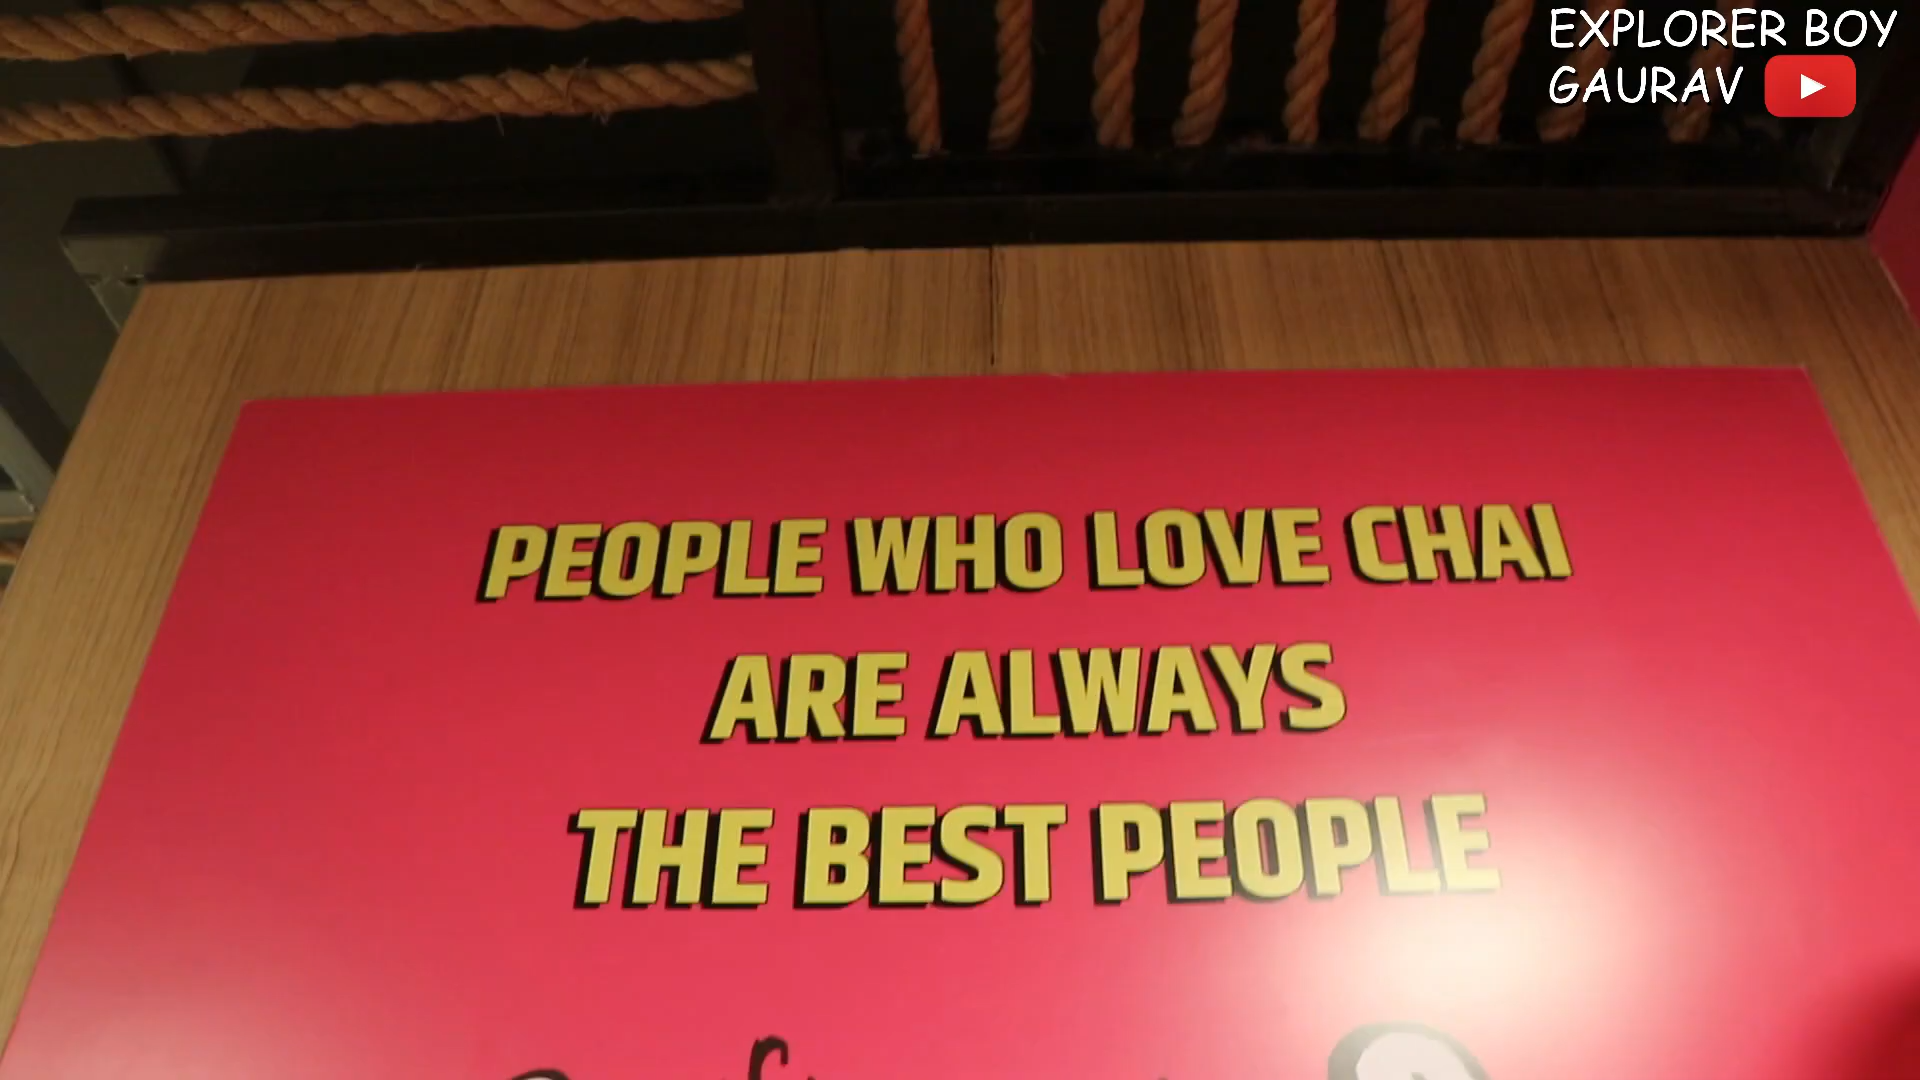 EXPLORER BOY
GAURAV
PEOPLE WHO LOVE CHAI
ARE ALWAYS
THE BEST PEOPLE